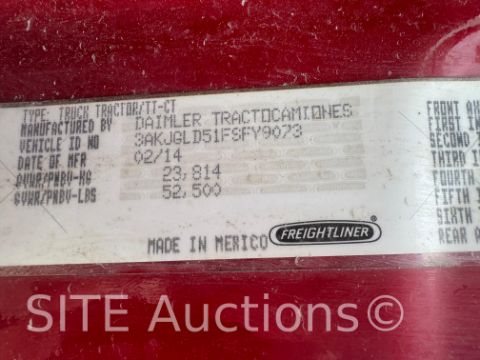 TYPE: TRUCK TRACTOR/TI-CT
MANUFACTURED BY DAIMLER TRACTOCAMIONES
VEHICLE ID NO 3AKJGLD51FSFY9073
DATE OF MFR 02/14
GVWR/PNBV-KG 23,814
GVWR/PNBV-LBS 52,500
MADE IN MEXICO FREIGHTLINER
FRONT AX
FIRST IN
SECOND
THIRD I
FOURTH
FIFTH I
SIXTH
REAR A
SITE Auctions©